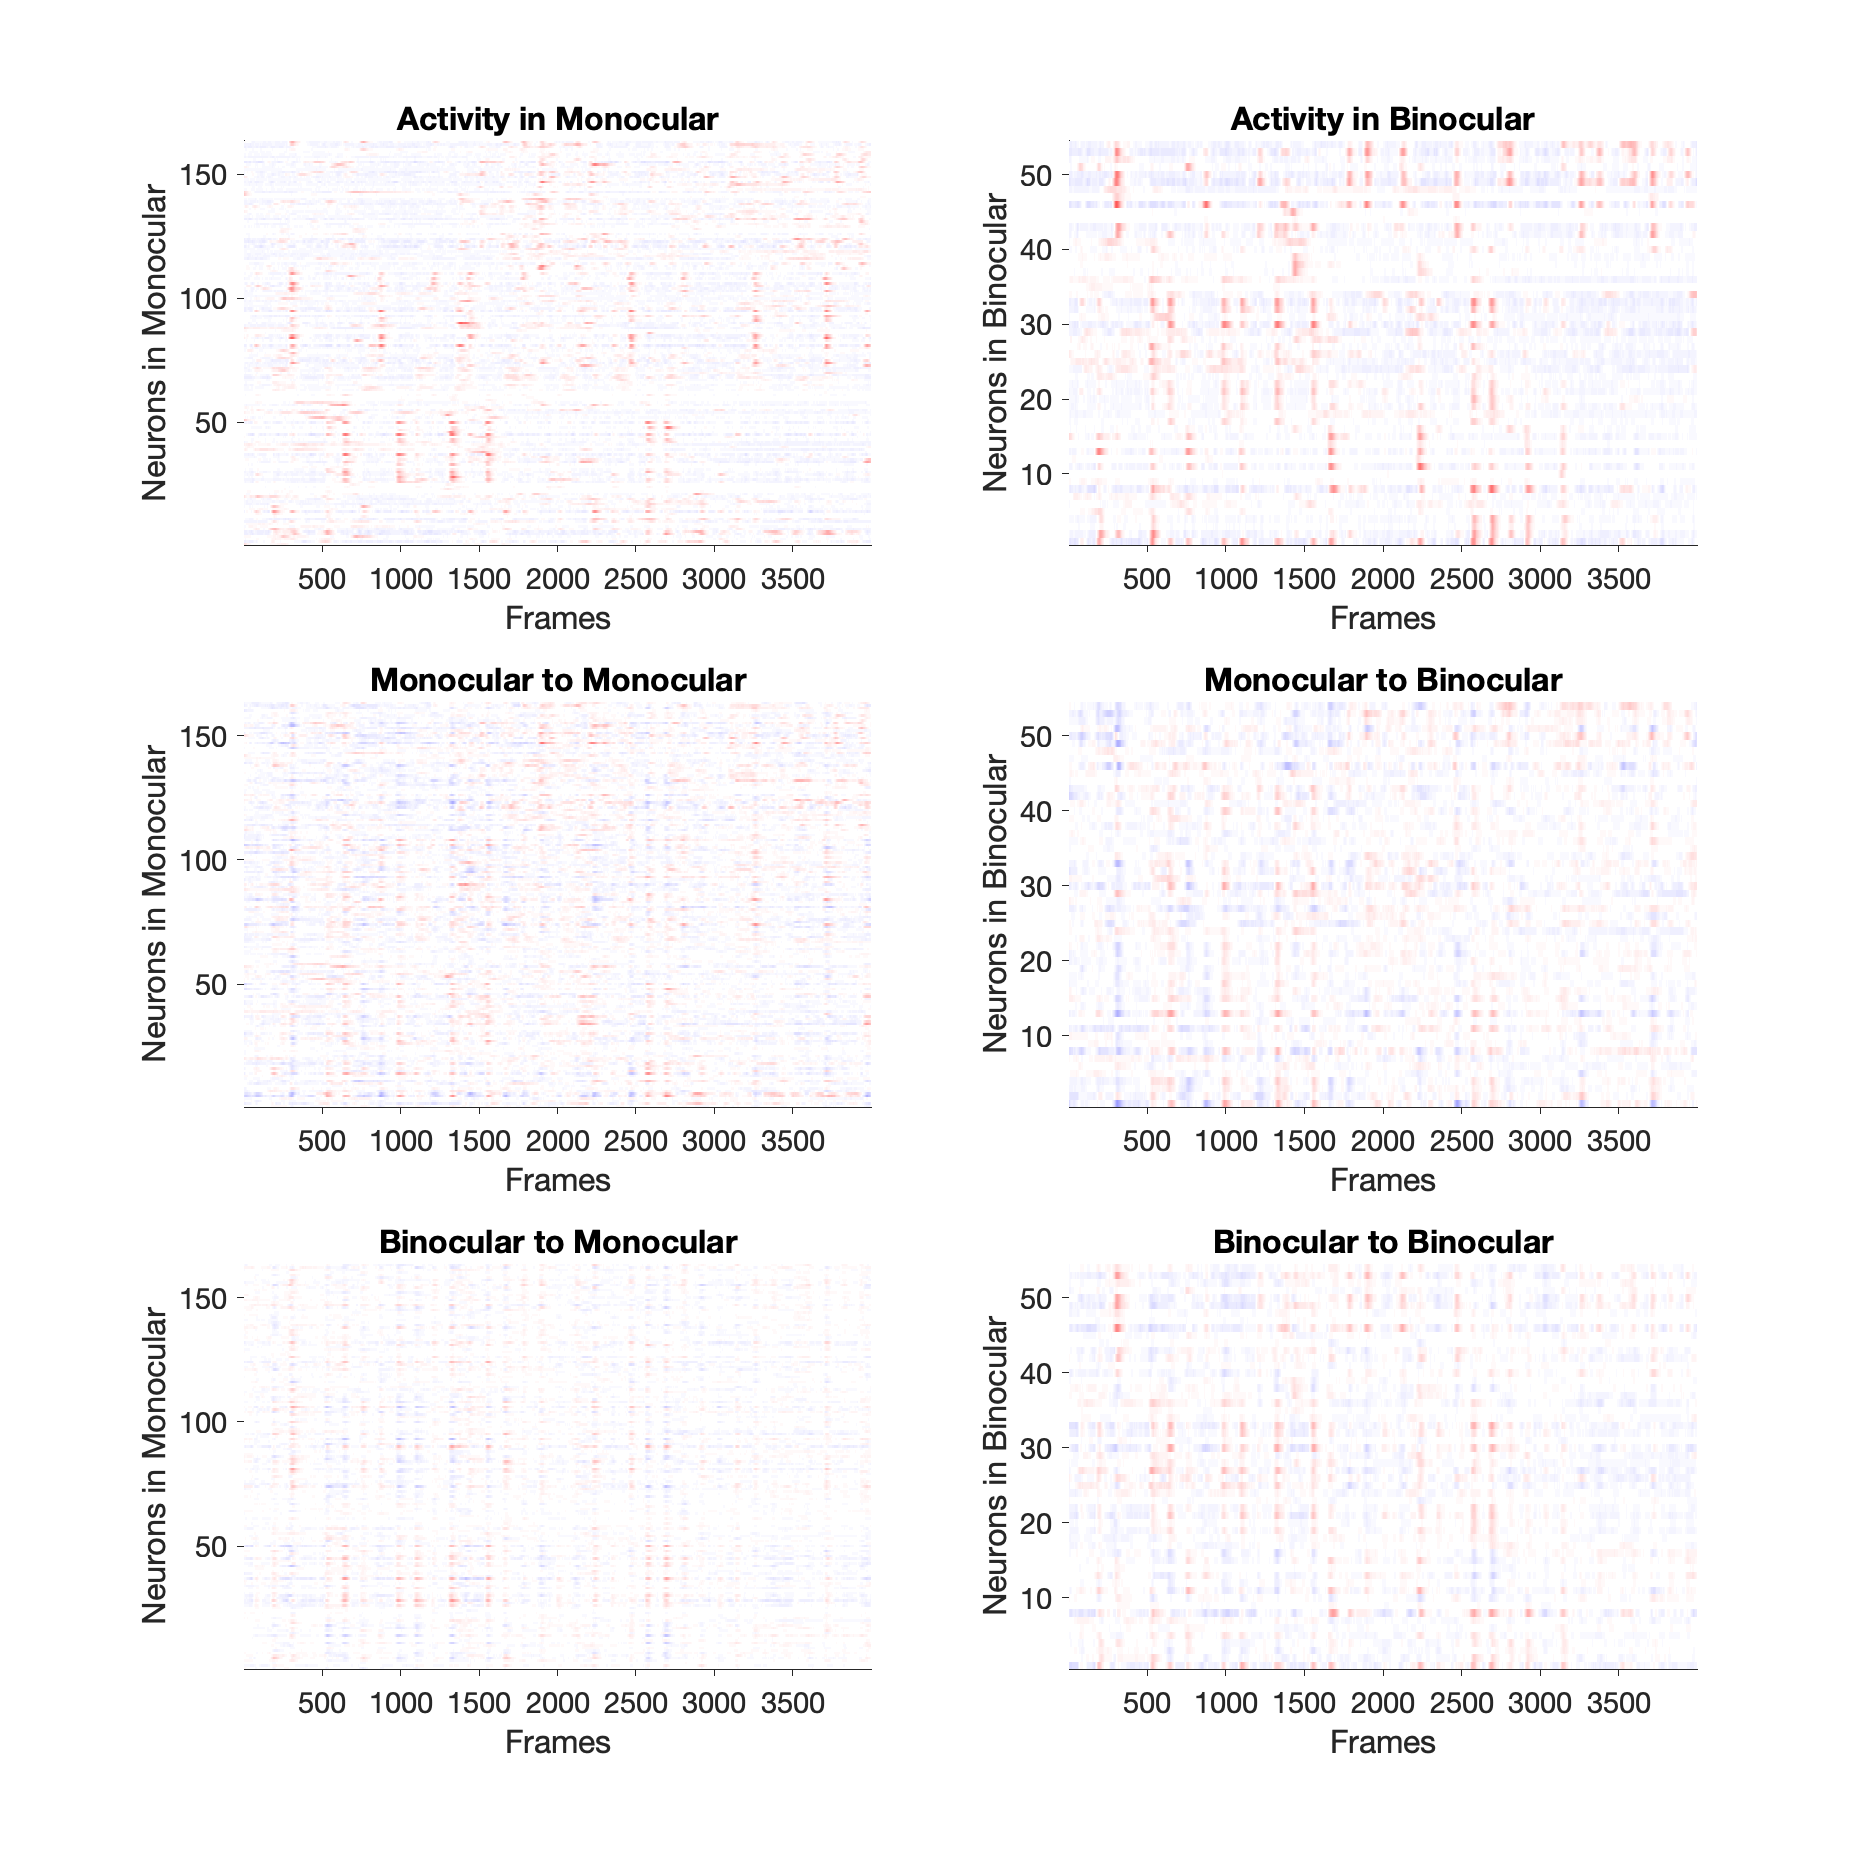 Activity in Monocular
Neurons in Monocular
150
100
50
500 1000 1500 2000 2500 3000 3500
Frames
Activity in Binocular
Neurons in Binocular
50
40
30
20
10
500 1000 1500 2000 2500 3000 3500
Frames
Monocular to Monocular
Neurons in Monocular
150
100
50
500 1000 1500 2000 2500 3000 3500
Frames
Monocular to Binocular
Neurons in Binocular
50
40
30
20
10
500 1000 1500 2000 2500 3000 3500
Frames
Binocular to Monocular
Neurons in Monocular
150
100
50
500 1000 1500 2000 2500 3000 3500
Frames
Binocular to Binocular
Neurons in Binocular
50
40
30
20
10
500 1000 1500 2000 2500 3000 3500
Frames